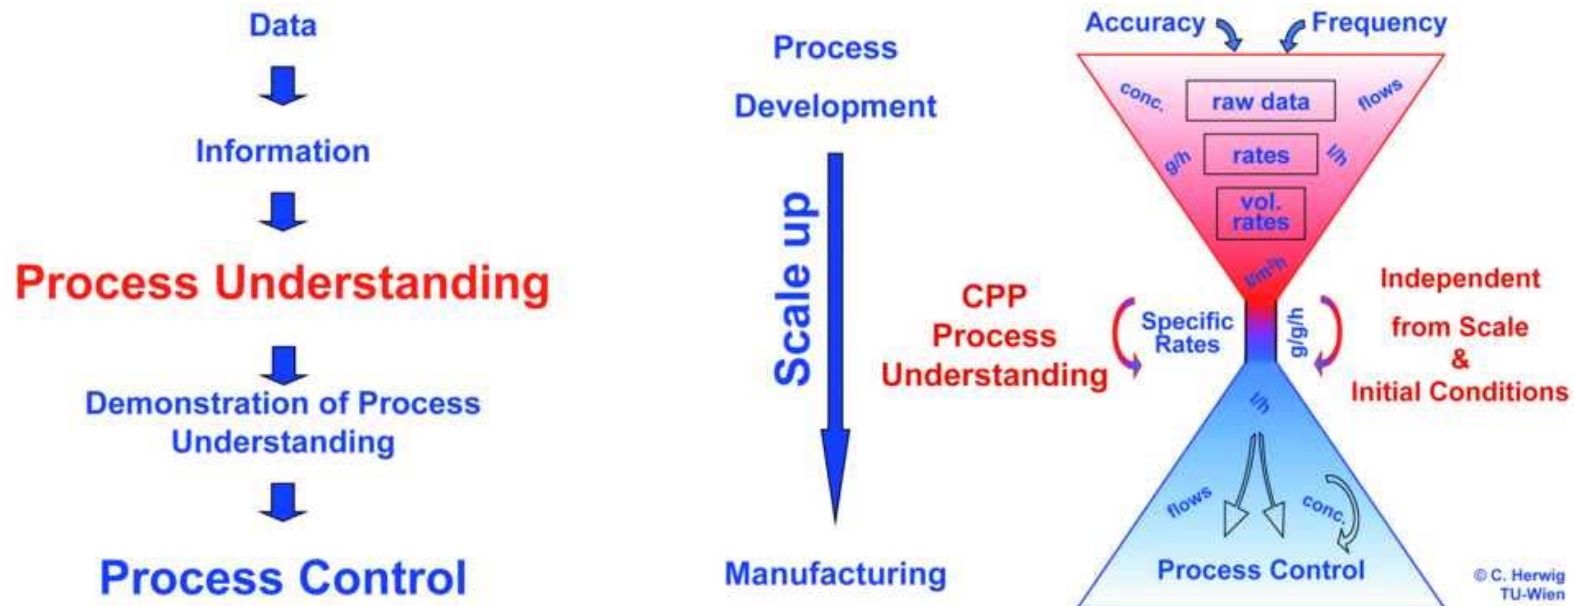 Data
Information
Process Understanding
Demonstration of Process
Understanding
Process Control
Process
Development
Scale up
Manufacturing
Accuracy
Frequency
conc.
raw data
flows
g/h
rates
l/h
vol.
rates
l/m³h
CPP
Process
Understanding
Specific
Rates
g/g/h
Independent
from Scale
&
Initial Conditions
l/h
flows
conc.
Process Control
© C. Herwig
TU-Wien